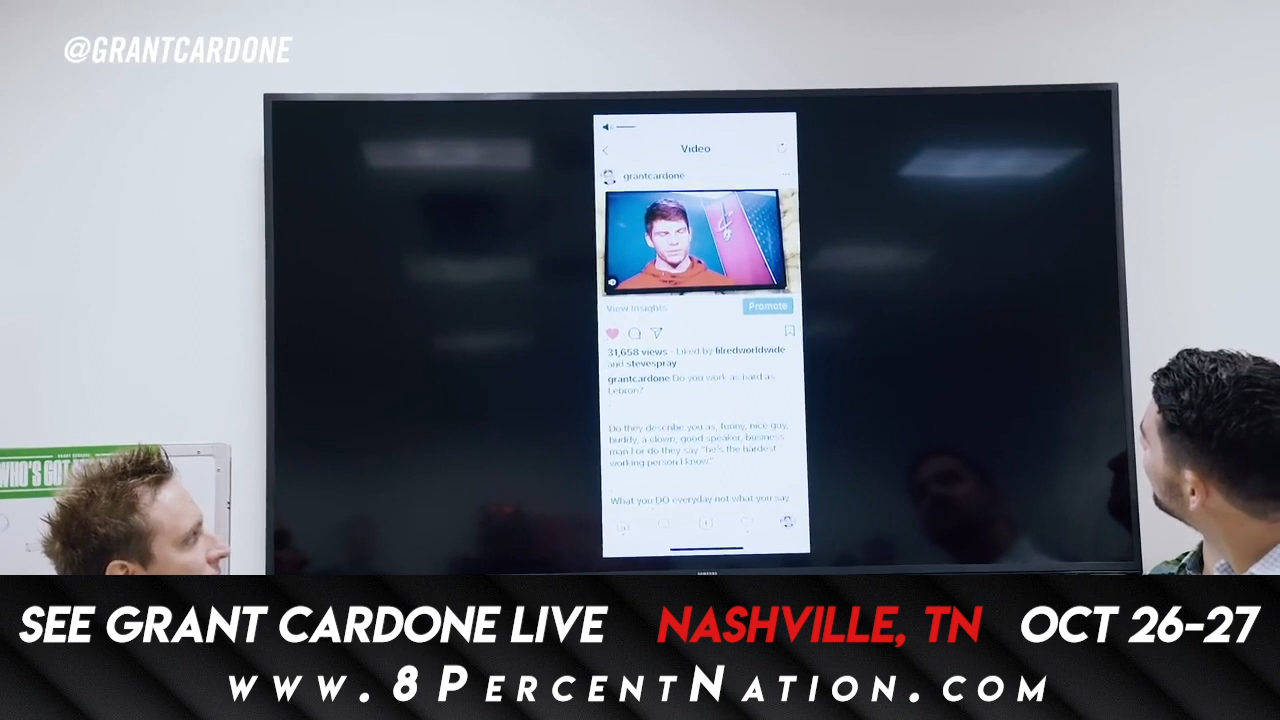 @GRANTCARDONE
Video
grantcardone
View Insights
Promote
31,658 views - Liked by lilredworldwide
and stevespray
grantcardone Do you work as hard as
Lebron?
.
Do they describe you as, funny, nice guy,
buddy, a clown, good speaker, business
man I or do they say "he's the hardest
working person I know."
.
What you DO everyday not what you say
WHO'S GOT
SAMSUNG
SEE GRANT CARDONE LIVE NASHVILLE, TN OCT 26-27
www.8PercentNation.com